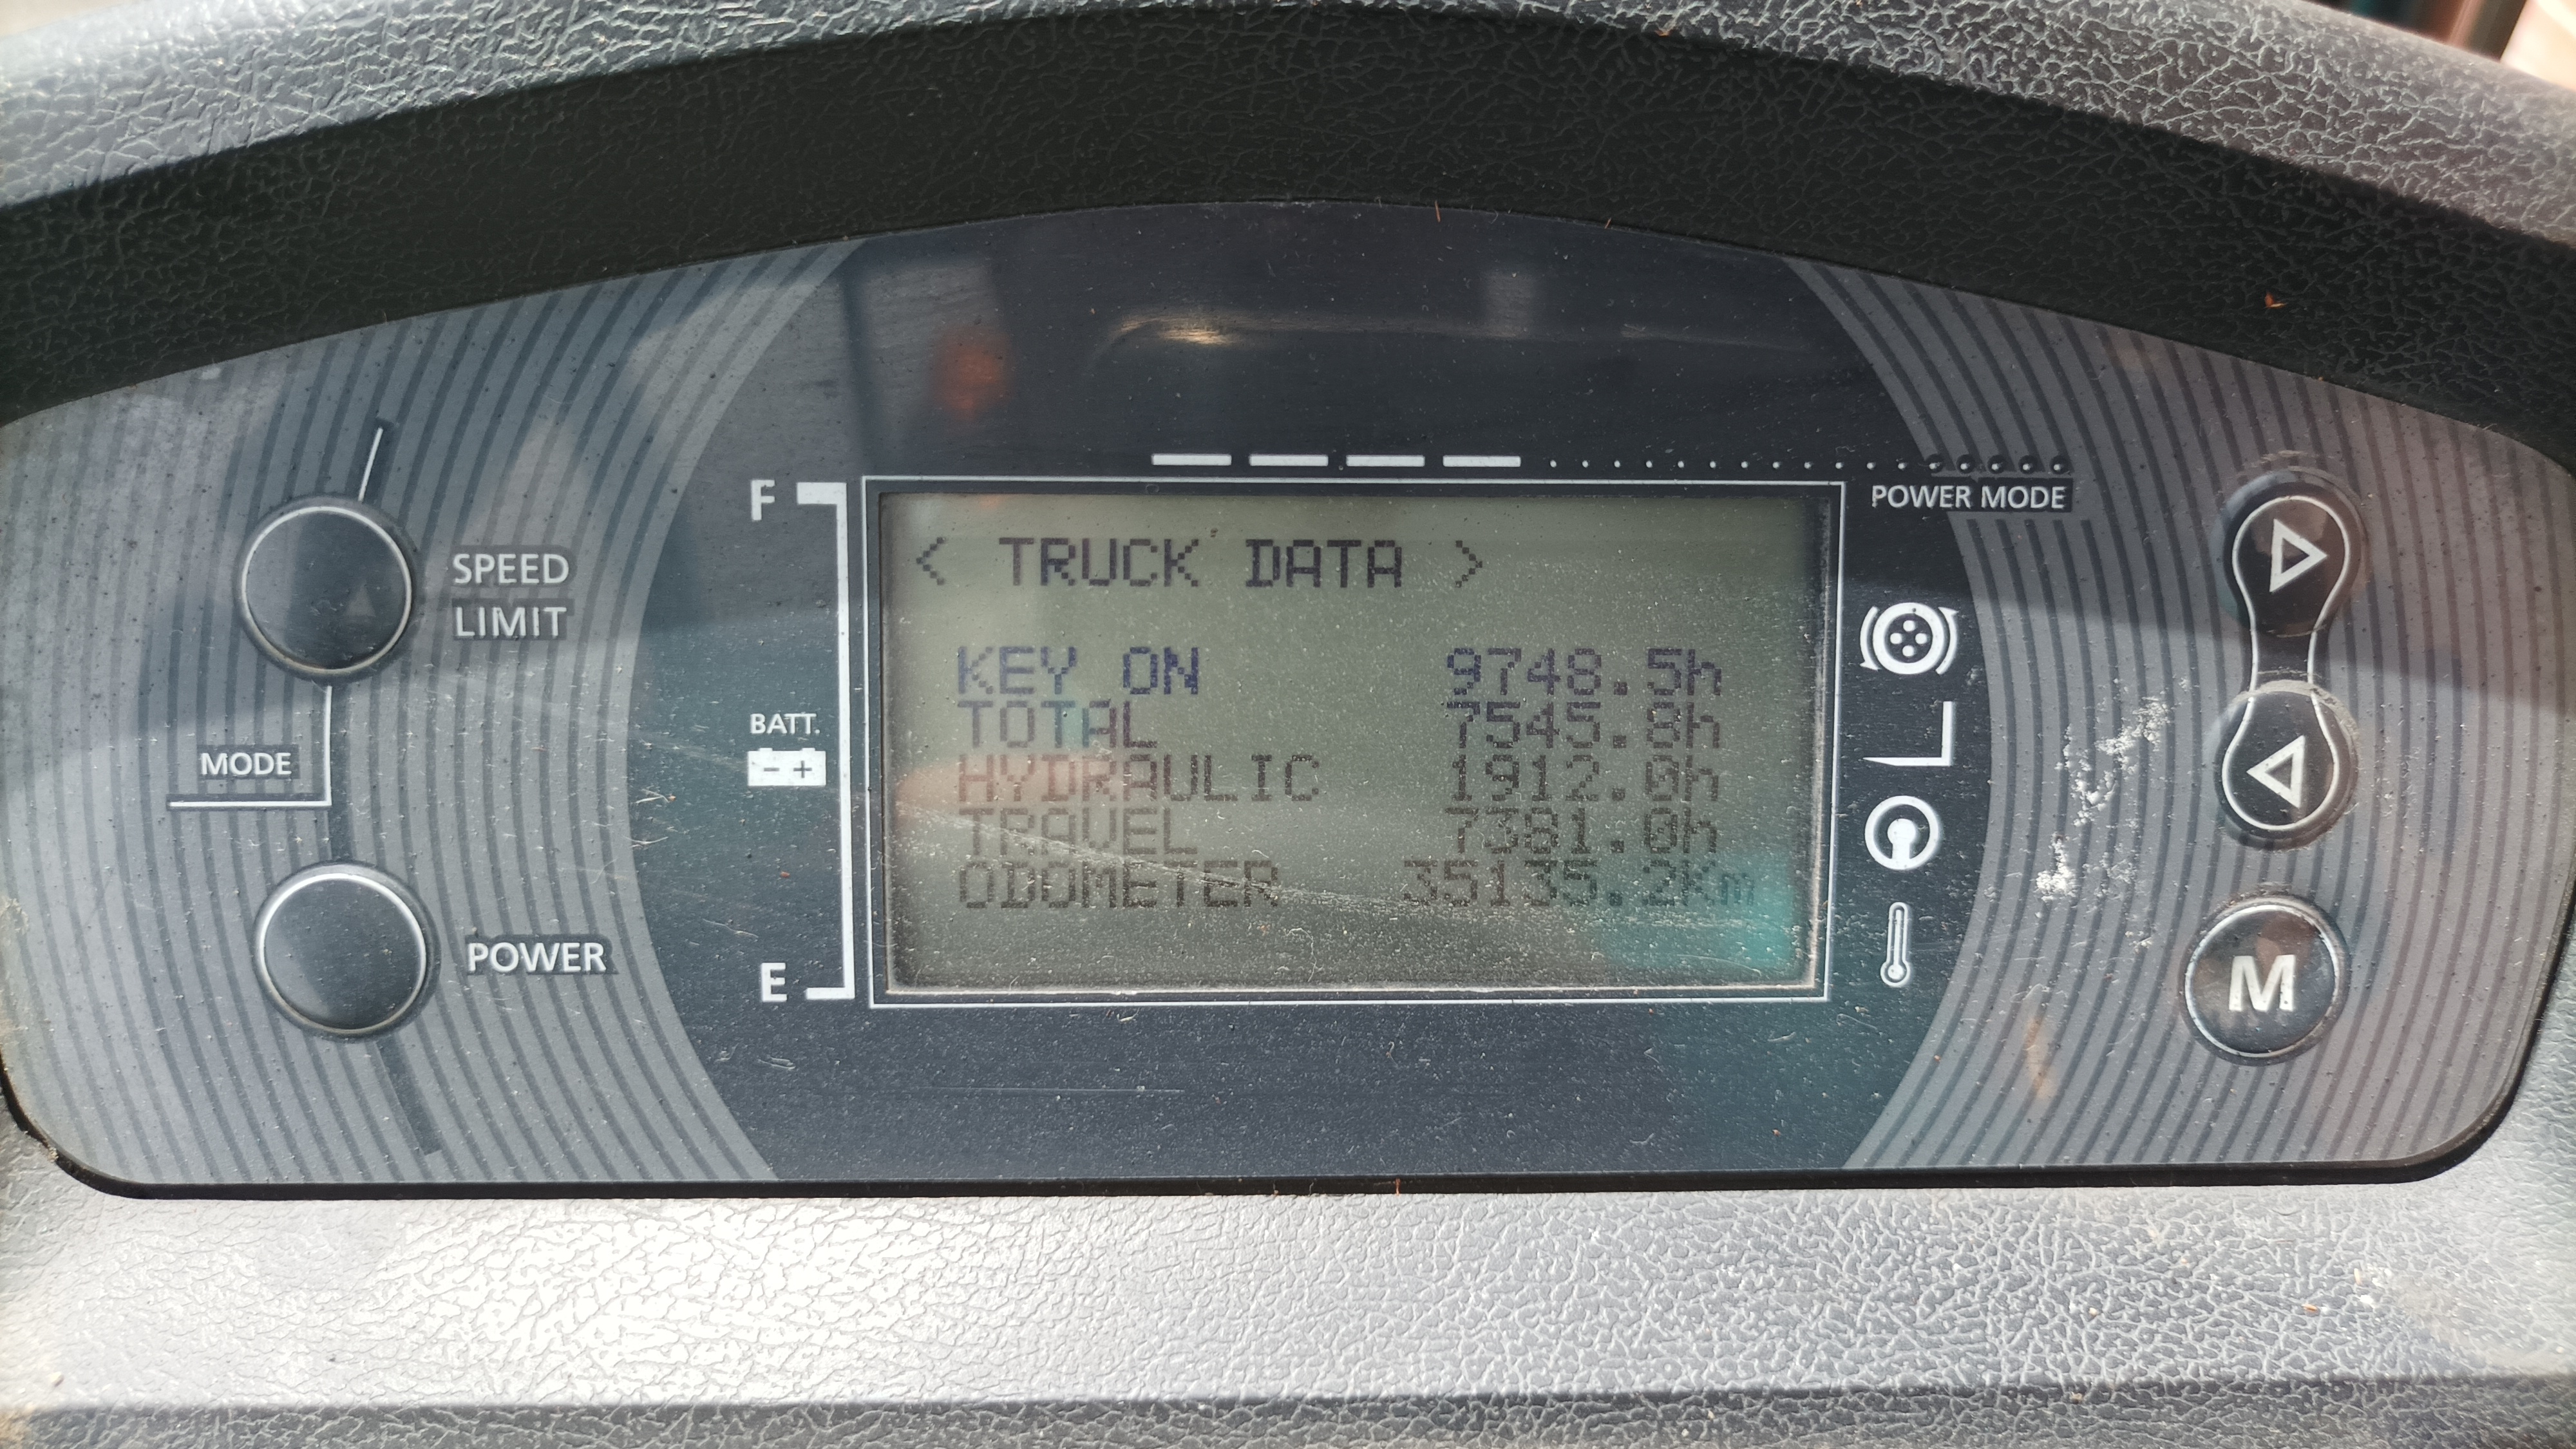 POWER MODE
F
< TRUCK DATA >
SPEED
LIMIT
KEY ON 9748.5h
TOTAL 7545.8h
BATT.
- +
HYDRAULIC 1912.0h
MODE
TRAVEL 7381.0h
ODOMETER 35135.2Km
POWER
E
M